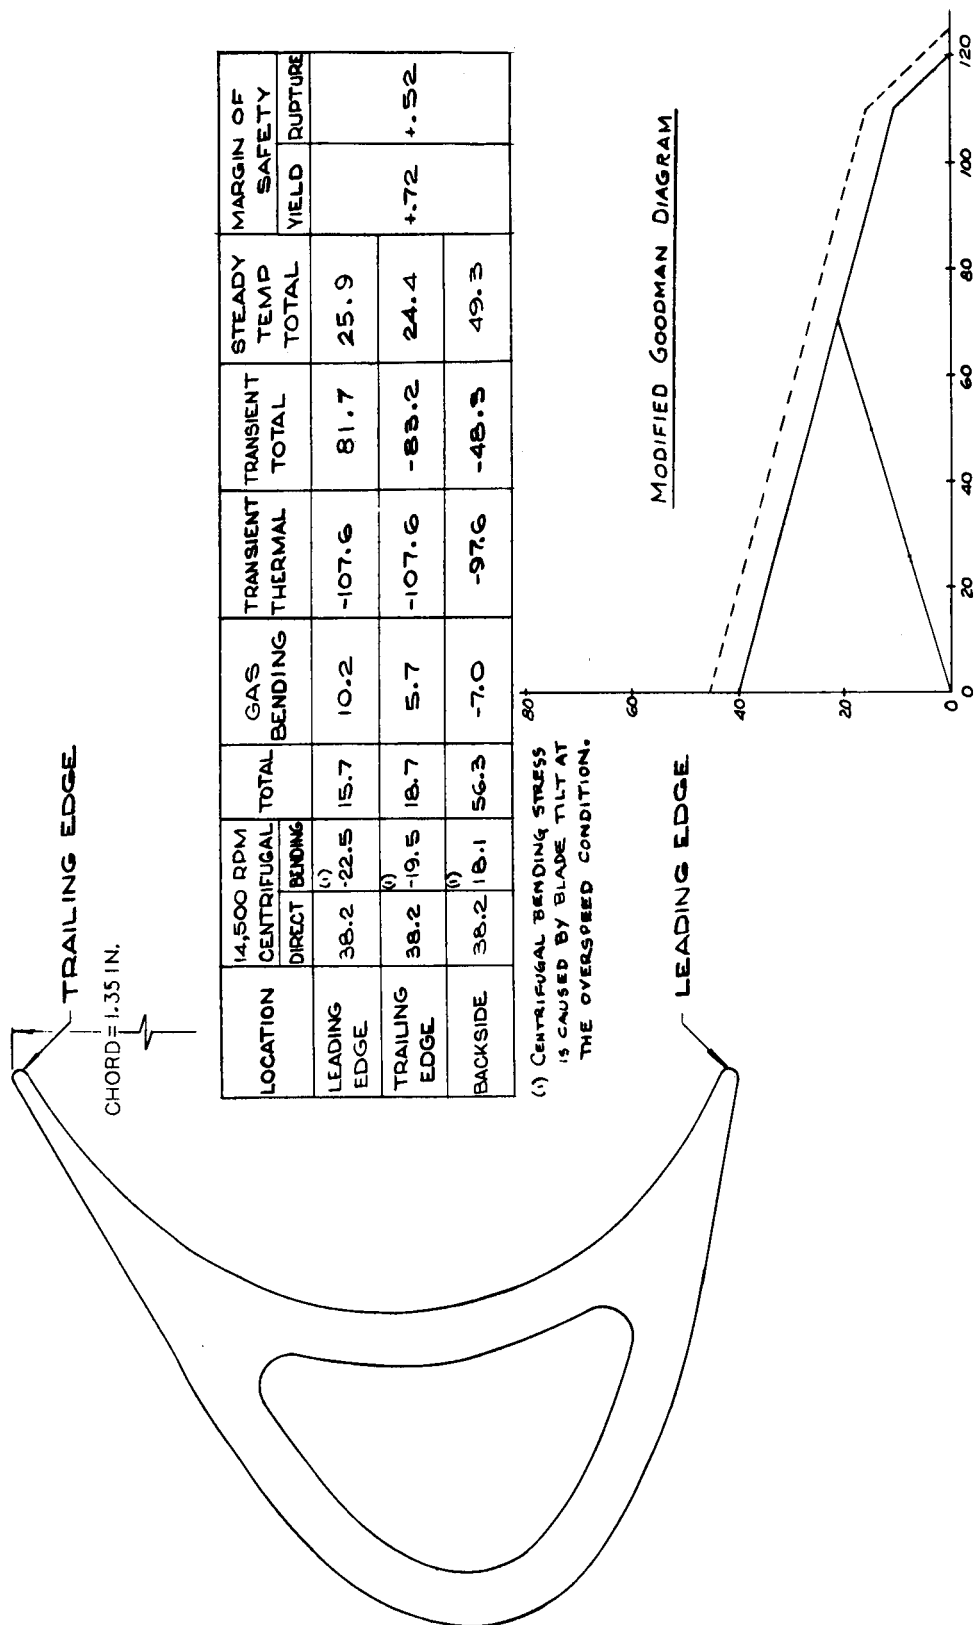 TRAILING EDGE
CHORD = 1.35 IN.
LOCATION
14,500 RPM
CENTRIFUGAL
DIRECT
BENDING
TOTAL
GAS
BENDING
TRANSIENT
THERMAL
TRANSIENT
TOTAL
STEADY
TEMP
TOTAL
MARGIN OF
SAFETY
YIELD
RUPTURE
LEADING
EDGE
38.2
(1)
-22.5
15.7
10.2
-107.6
81.7
25.9
TRAILING
EDGE
38.2
(1)
-19.5
18.7
5.7
-107.6
-83.2
24.4
+.72
+.52
BACKSIDE
38.2
(1)
18.1
56.3
-7.0
-97.6
-48.3
49.3
(1) CENTRIFUGAL BENDING STRESS
IS CAUSED BY BLADE TILT AT
THE OVERSPEED CONDITION.
LEADING EDGE
MODIFIED GOODMAN DIAGRAM
80
60
40
20
0
0
20
40
60
80
100
120